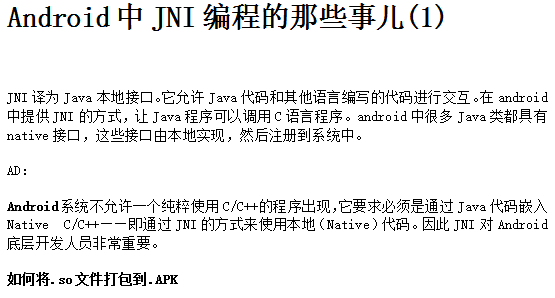 Android中JNI编程的那些事儿(1)
JNI译为Java本地接口。它允许Java代码和其他语言编写的代码进行交互。在android
中提供JNI的方式，让Java程序可以调用C语言程序。android中很多Java类都具有
native接口，这些接口由本地实现，然后注册到系统中。
AD：
Android系统不允许一个纯粹使用C/C++的程序出现，它要求必须是通过Java代码嵌入
Native C/C++——即通过JNI的方式来使用本地（Native）代码。因此JNI对Android
底层开发人员非常重要。
如何将.so文件打包到.APK